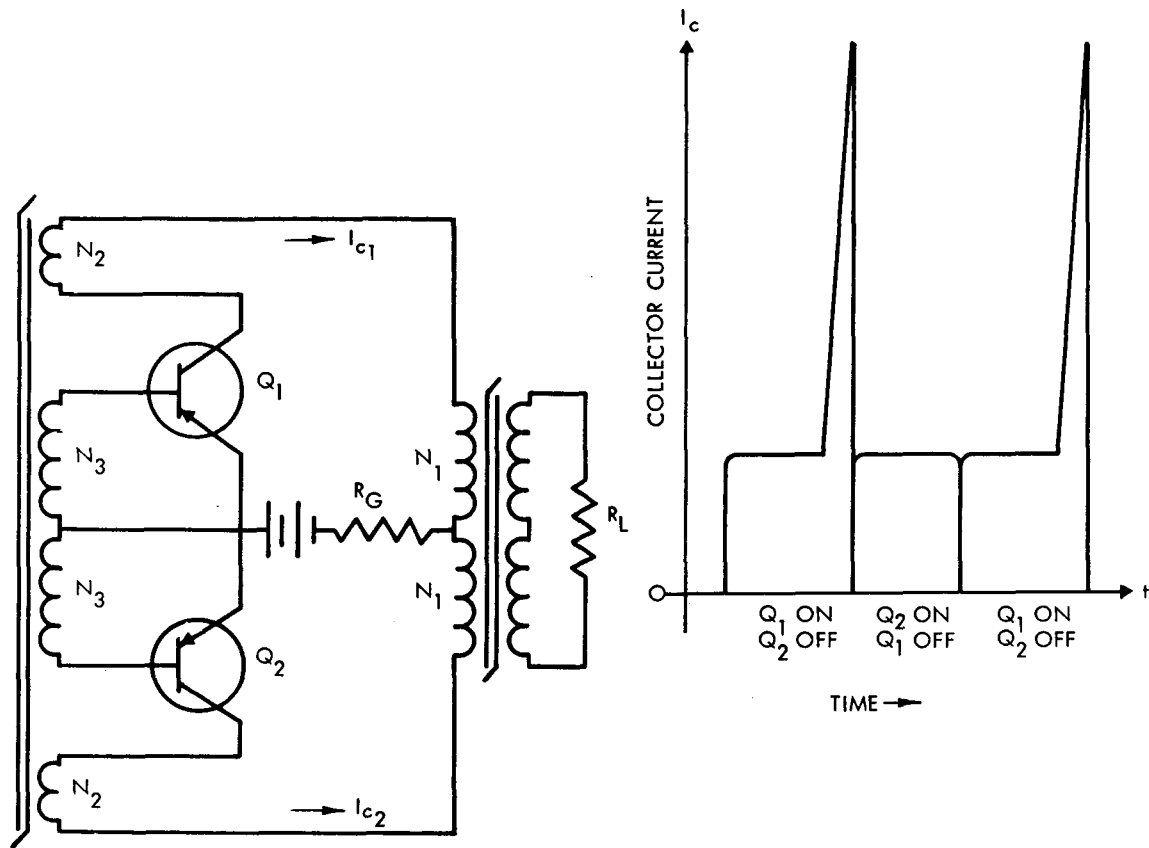 N2
Ic1
Q1
N3
N1
RG
RL
N3
N1
Q2
N2
Ic2
Ic
COLLECTOR CURRENT
O
t
Q1 ON
Q2 OFF
Q2 ON
Q1 OFF
Q1 ON
Q2 OFF
TIME